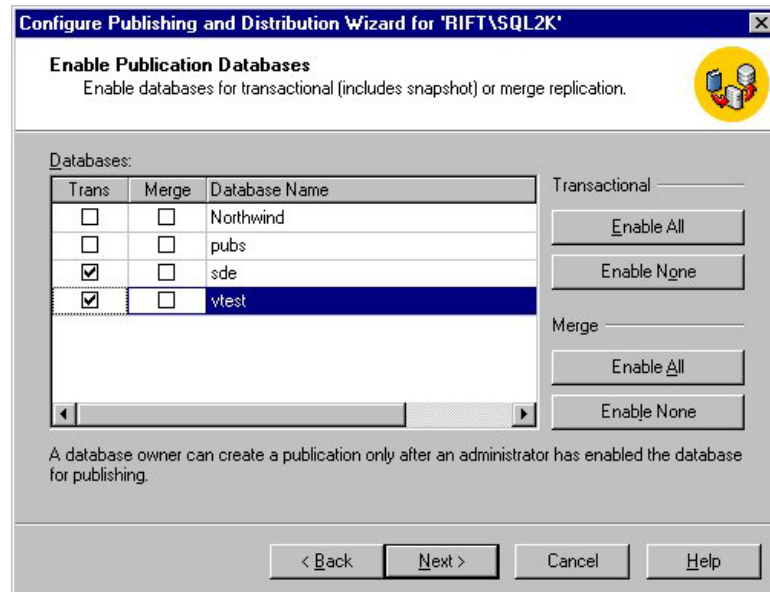 Configure Publishing and Distribution Wizard for 'RIFT\SQL2K'
Enable Publication Databases
Enable databases for transactional (includes snapshot) or merge replication.
Databases:
Trans Merge Database Name
Northwind
pubs
sde
vtest
Transactional
Enable All
Enable None
Merge
Enable All
Enable None
A database owner can create a publication only after an administrator has enabled the database
for publishing.
< Back Next > Cancel Help